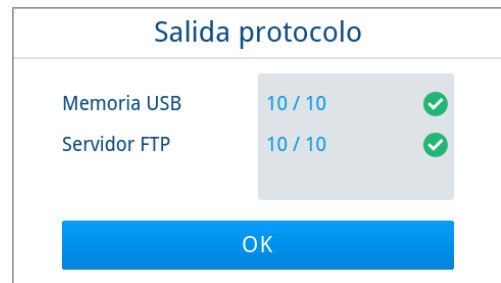 Salida protocolo
Memoria USB 10 / 10
Servidor FTP 10 / 10
OK